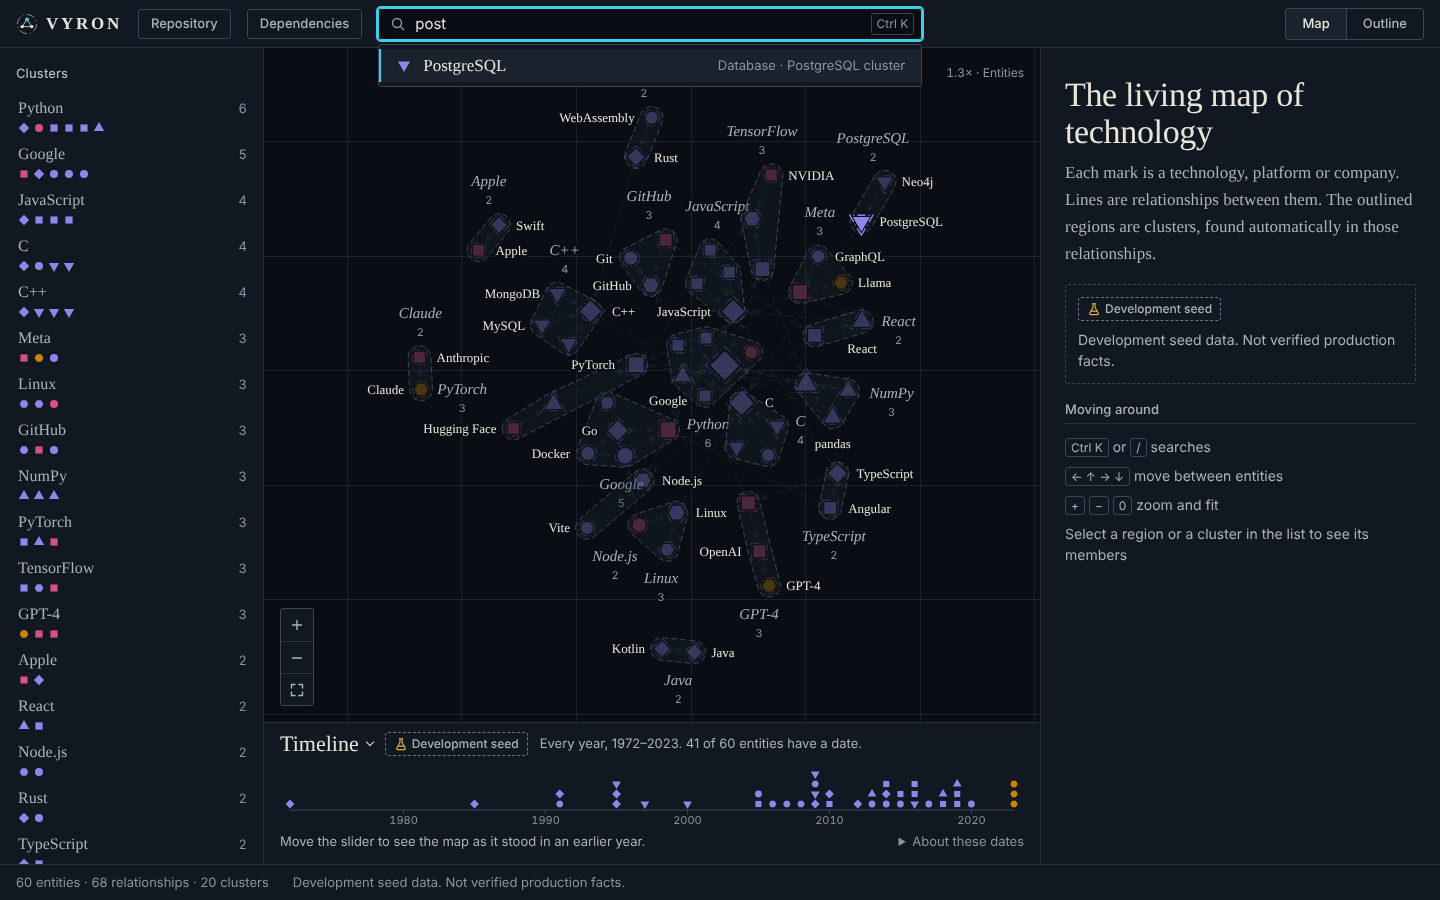 VYRON
Repository
Dependencies
post
Ctrl K
Map
Outline
PostgreSQL
Database · PostgreSQL cluster
1.3× · Entities
Clusters
Python 6
Google 5
JavaScript 4
C 4
C++ 4
Meta 3
Linux 3
GitHub 3
NumPy 3
PyTorch 3
TensorFlow 3
GPT-4 3
Apple 2
React 2
Node.js 2
Rust 2
TypeScript 2
2
WebAssembly
Rust
TensorFlow
3
NVIDIA
PostgreSQL
2
Neo4j
PostgreSQL
Apple
2
Swift
Apple
GitHub
3
JavaScript
4
Meta
3
C++
4
Git
GitHub
GraphQL
Llama
MongoDB
MySQL
C++
JavaScript
Claude
2
React
2
React
Anthropic
Claude
PyTorch
3
PyTorch
NumPy
3
Google
C
Hugging Face
Go
Python
6
C
4
pandas
Docker
Google
5
Node.js
TypeScript
Angular
Vite
Linux
TypeScript
2
OpenAI
Node.js
2
Linux
3
GPT-4
GPT-4
3
Kotlin
Java
Java
2
Timeline
Development seed
Every year, 1972–2023. 41 of 60 entities have a date.
1980 1990 2000 2010 2020
Move the slider to see the map as it stood in an earlier year.
About these dates
The living map of
technology
Each mark is a technology, platform or company.
Lines are relationships between them. The outlined
regions are clusters, found automatically in those
relationships.
Development seed
Development seed data. Not verified production
facts.
Moving around
Ctrl K or / searches
← ↑ → ↓ move between entities
+ − 0 zoom and fit
Select a region or a cluster in the list to see its
members
60 entities · 68 relationships · 20 clusters
Development seed data. Not verified production facts.